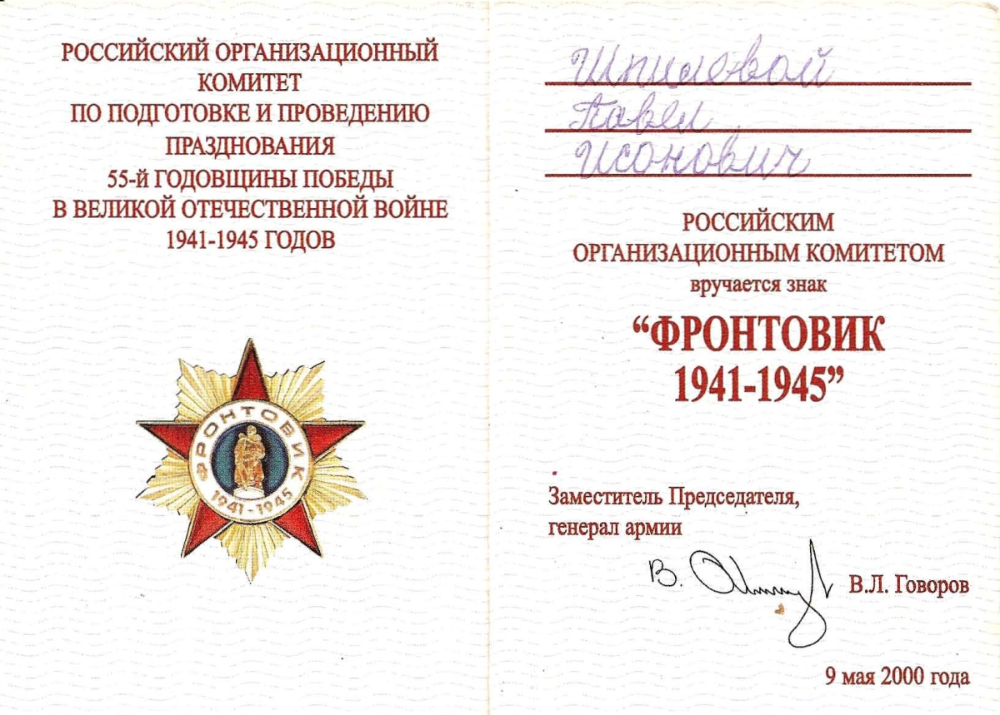 РОССИЙСКИЙ ОРГАНИЗАЦИОННЫЙ
КОМИТЕТ
ПО ПОДГОТОВКЕ И ПРОВЕДЕНИЮ
ПРАЗДНОВАНИЯ
55-й ГОДОВЩИНЫ ПОБЕДЫ
В ВЕЛИКОЙ ОТЕЧЕСТВЕННОЙ ВОЙНЕ
1941-1945 ГОДОВ
ФРОНТОВИК
1941-1945
Шпилевой
Павел
Исонович
РОССИЙСКИМ
ОРГАНИЗАЦИОННЫМ КОМИТЕТОМ
вручается знак
“ФРОНТОВИК
1941-1945”
Заместитель Председателя,
генерал армии
В.Л. Говоров
9 мая 2000 года